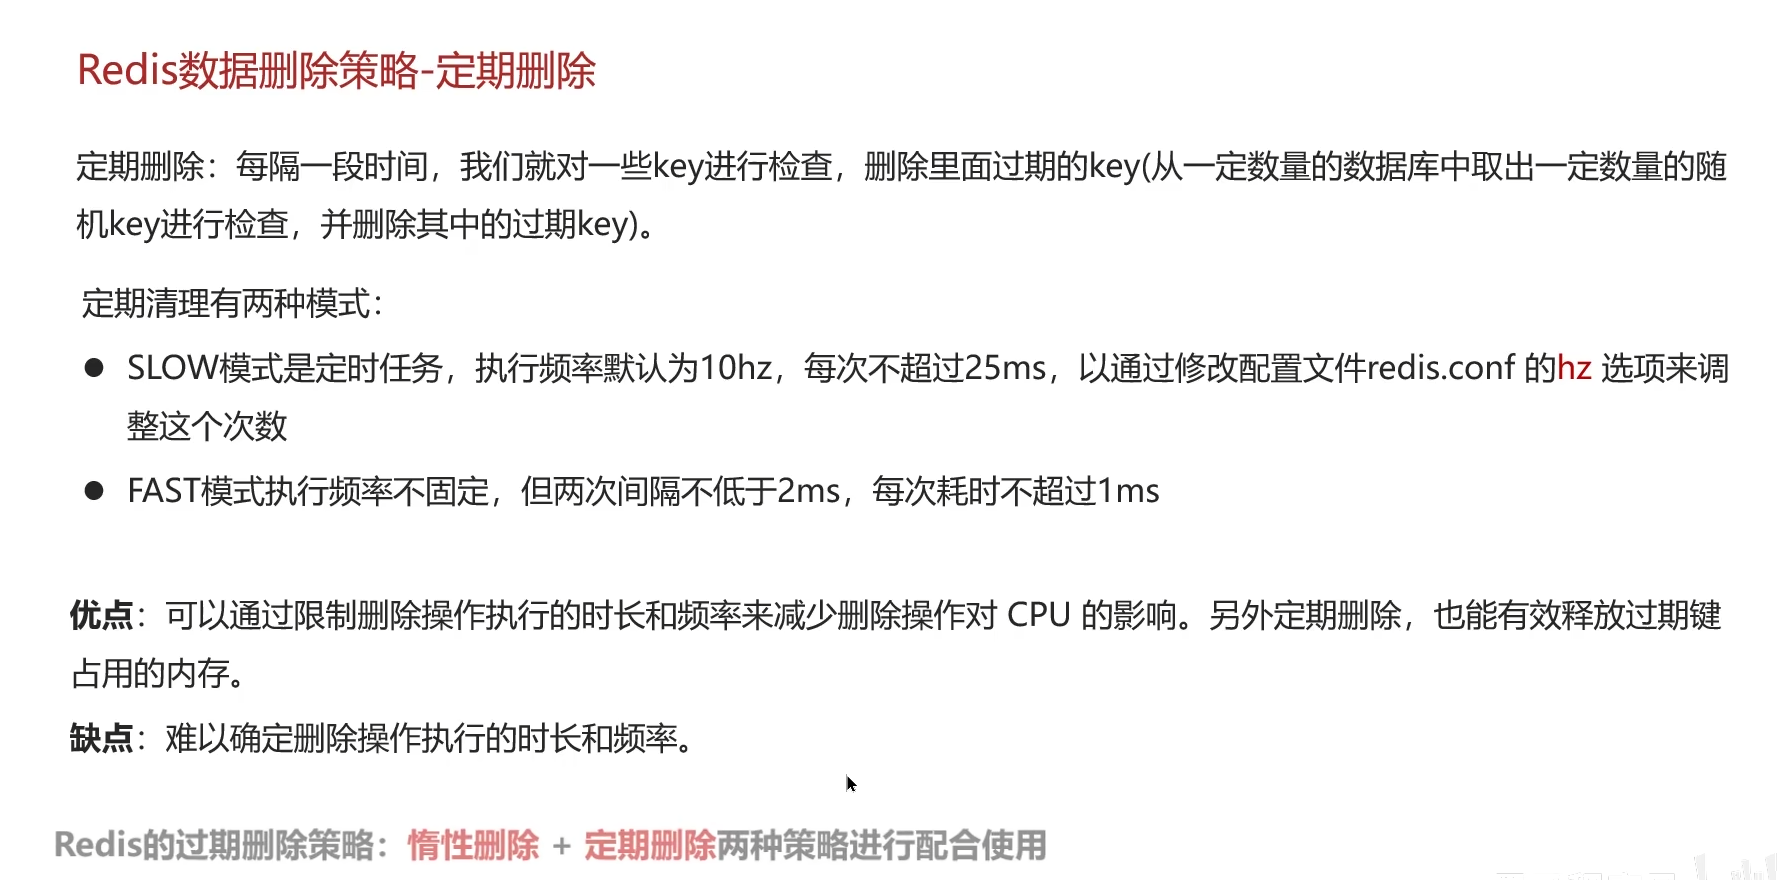 Redis数据删除策略-定期删除
定期删除：每隔一段时间，我们就对一些key进行检查，删除里面过期的key(从一定数量的数据库中取出一定数量的随
机key进行检查，并删除其中的过期key)。
定期清理有两种模式：
● SLOW模式是定时任务，执行频率默认为10hz，每次不超过25ms，以通过修改配置文件redis.conf 的hz 选项来调
整这个次数
● FAST模式执行频率不固定，但两次间隔不低于2ms，每次耗时不超过1ms
优点：可以通过限制删除操作执行的时长和频率来减少删除操作对 CPU 的影响。另外定期删除，也能有效释放过期键
占用的内存。
缺点：难以确定删除操作执行的时长和频率。
Redis的过期删除策略：惰性删除 + 定期删除两种策略进行配合使用